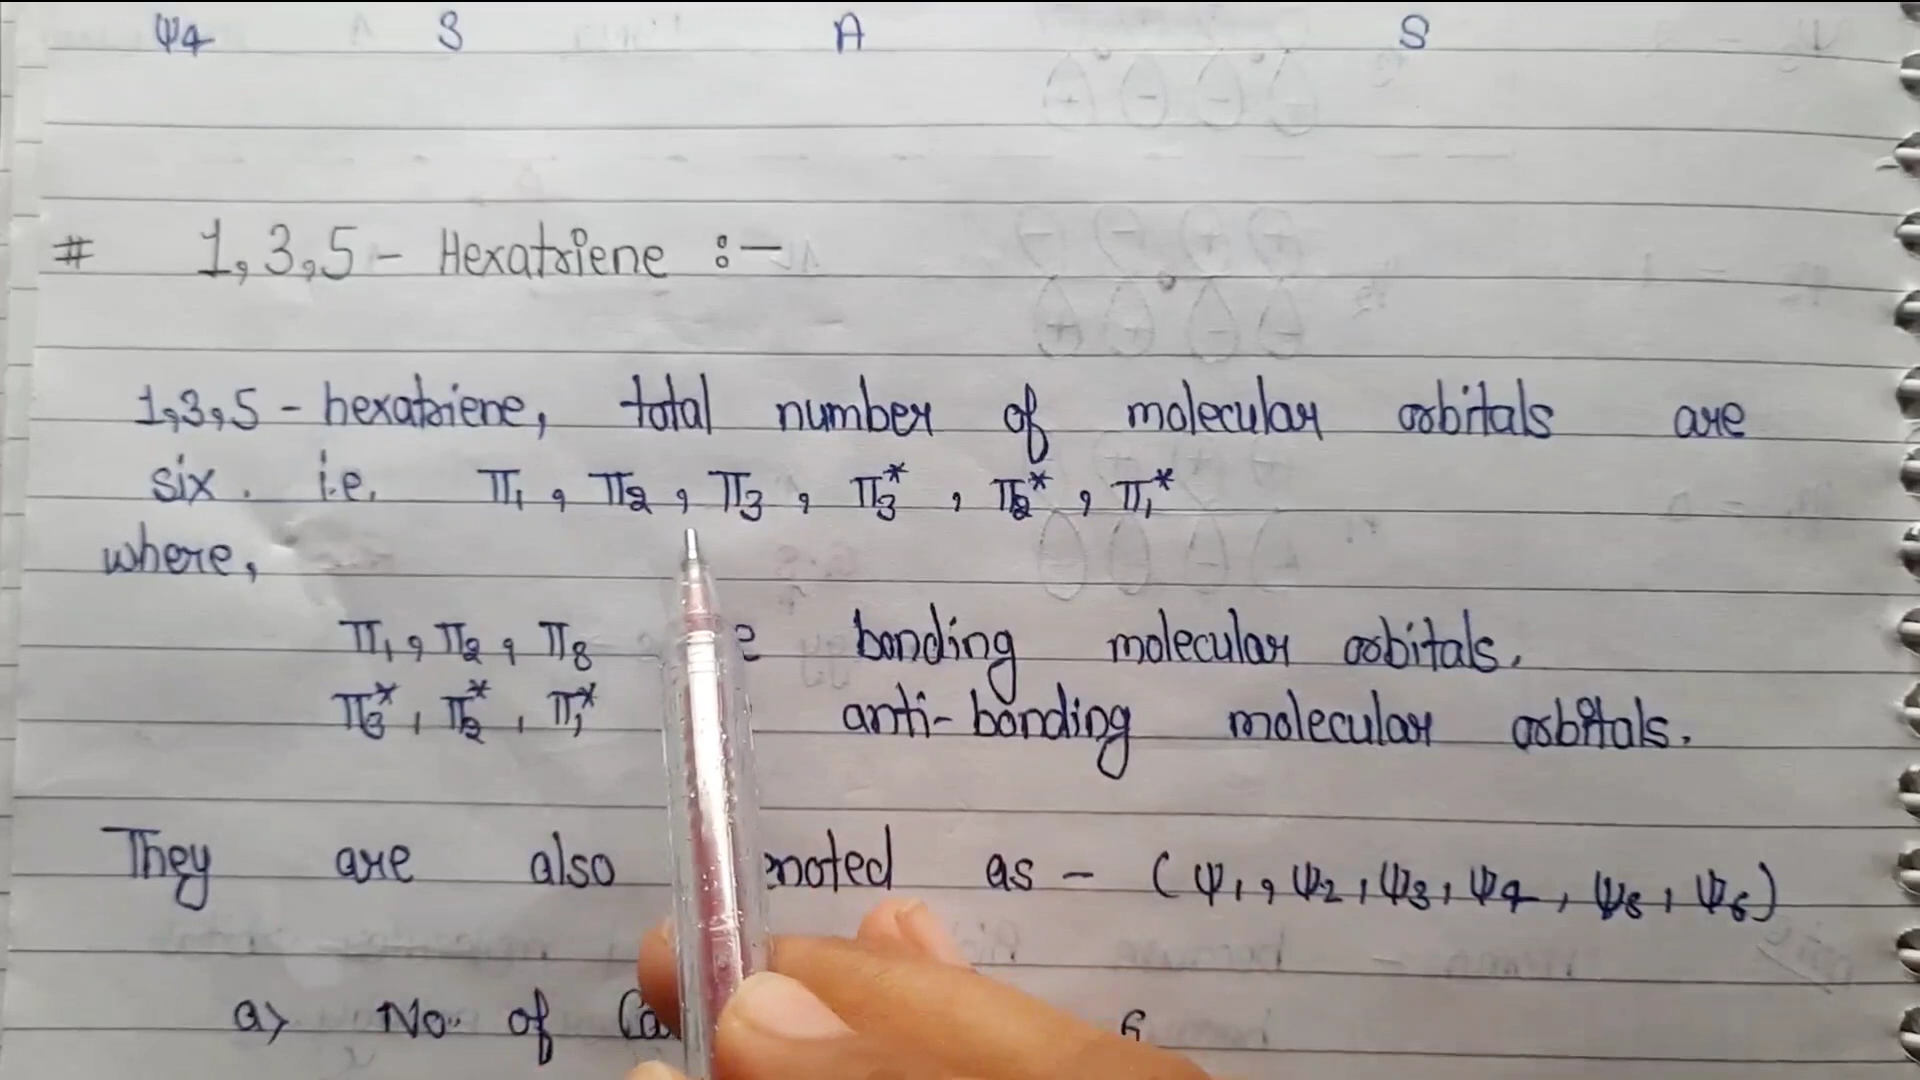 ψ4 S A S
# 1,3,5 - Hexatriene :-
1,3,5 - hexatriene, total number of molecular orbitals are
six. i.e. π1, π2, π3, π3*, π2*, π1*
where,
π1, π2, π3 bonding molecular orbitals.
π3*, π2*, π1* anti-bonding molecular orbitals.
They are also noted as - (ψ1, ψ2, ψ3, ψ4, ψ5, ψ6)
a> No. of Ca 6